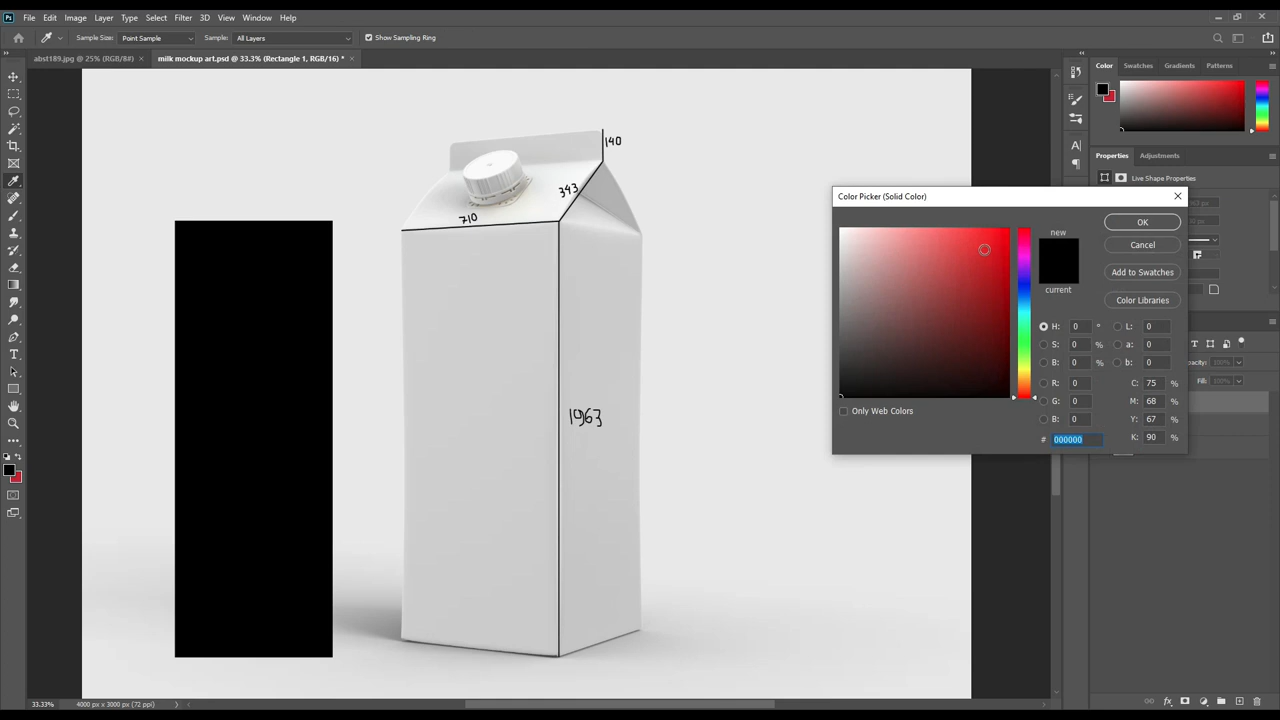 File Edit Image Layer Type Select Filter 3D View Window Help
Sample Size: Point Sample Sample: All Layers Show Sampling Ring
abst189.jpg @ 25% (RGB/8#) × milk mockup art.psd @ 33.3% (Rectangle 1, RGB/16) * ×
Color Swatches Gradients Patterns
Properties Adjustments
Live Shape Properties
140
343
710
1963
Color Picker (Solid Color)
new
current
OK
Cancel
Add to Swatches
Color Libraries
H: 0 ° L: 0
S: 0 % a: 0
B: 0 % b: 0
R: 0 C: 75 %
G: 0 M: 68 %
B: 0 Y: 67 %
# 000000 K: 90 %
Only Web Colors
Fill: 100%
33.33% 4000 px x 3000 px (72 ppi)